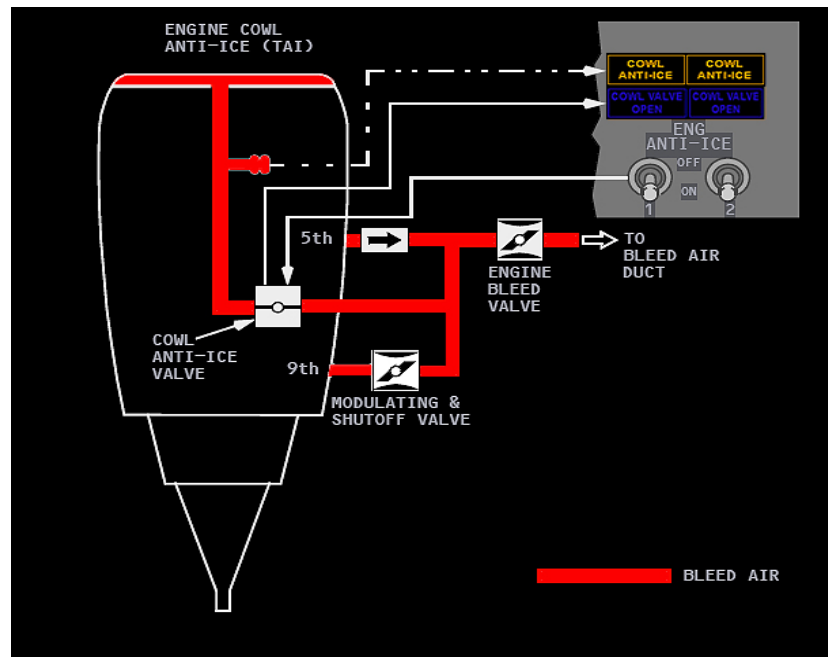 ENGINE COWL
ANTI-ICE (TAI)
COWL
ANTI-ICE
COWL
ANTI-ICE
COWL VALVE
OPEN
COWL VALVE
OPEN
ENG
ANTI-ICE
OFF
ON
1
2
5th
TO
BLEED AIR
DUCT
ENGINE
BLEED
VALVE
COWL
ANTI-ICE
VALVE
9th
MODULATING &
SHUTOFF VALVE
BLEED AIR